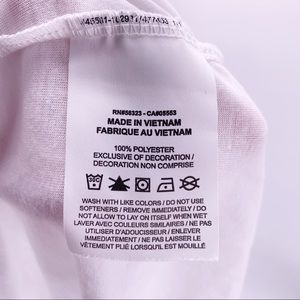 RN#56323 - CA#05553
MADE IN VIETNAM
FABRIQUE AU VIETNAM
100% POLYESTER
EXCLUSIVE OF DECORATION /
DECORATION NON COMPRISE
WASH WITH LIKE COLORS / DO NOT USE
SOFTENERS / REMOVE IMMEDIATELY / DO
NOT ALLOW TO LAY ON ITSELF WHEN WET
LAVER AVEC COULEURS SIMILAIRES / NE PAS
UTILISER D'ADOUCISSEUR / ENLEVER
IMMÉDIATEMENT / NE PAS LAISSER LE
VÊTEMENT PLIÉ LORSQU'IL EST MOUILLÉ